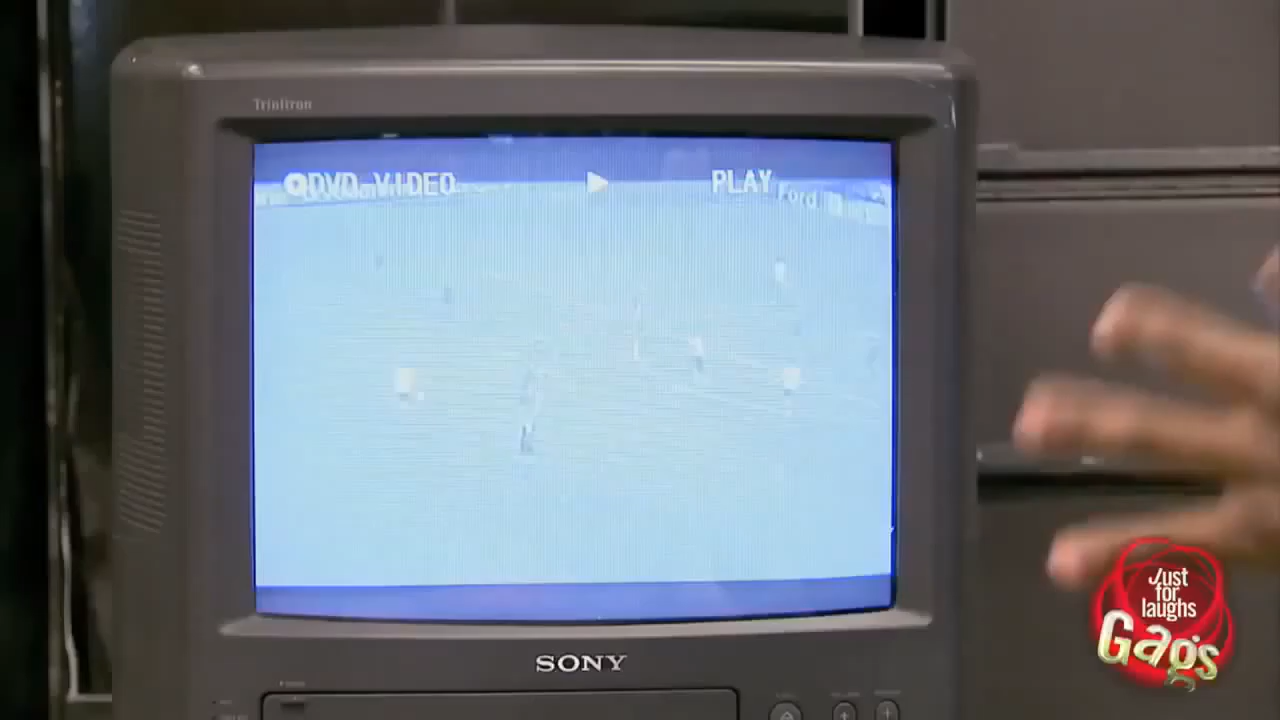 Trinitron
DVD VIDEO
PLAY
Ford
SONY
Just
for
laughs
Gags